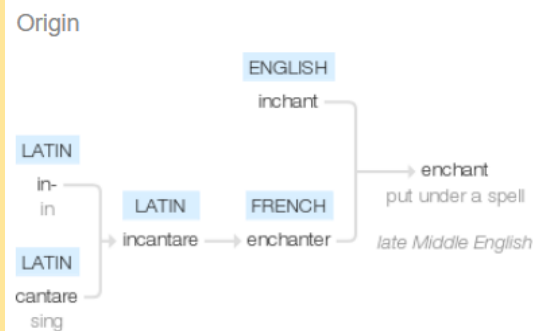 Origin
ENGLISH
inchant
LATIN
in-
in
LATIN
cantare
sing
LATIN
incantare
FRENCH
enchanter
enchant
put under a spell
late Middle English